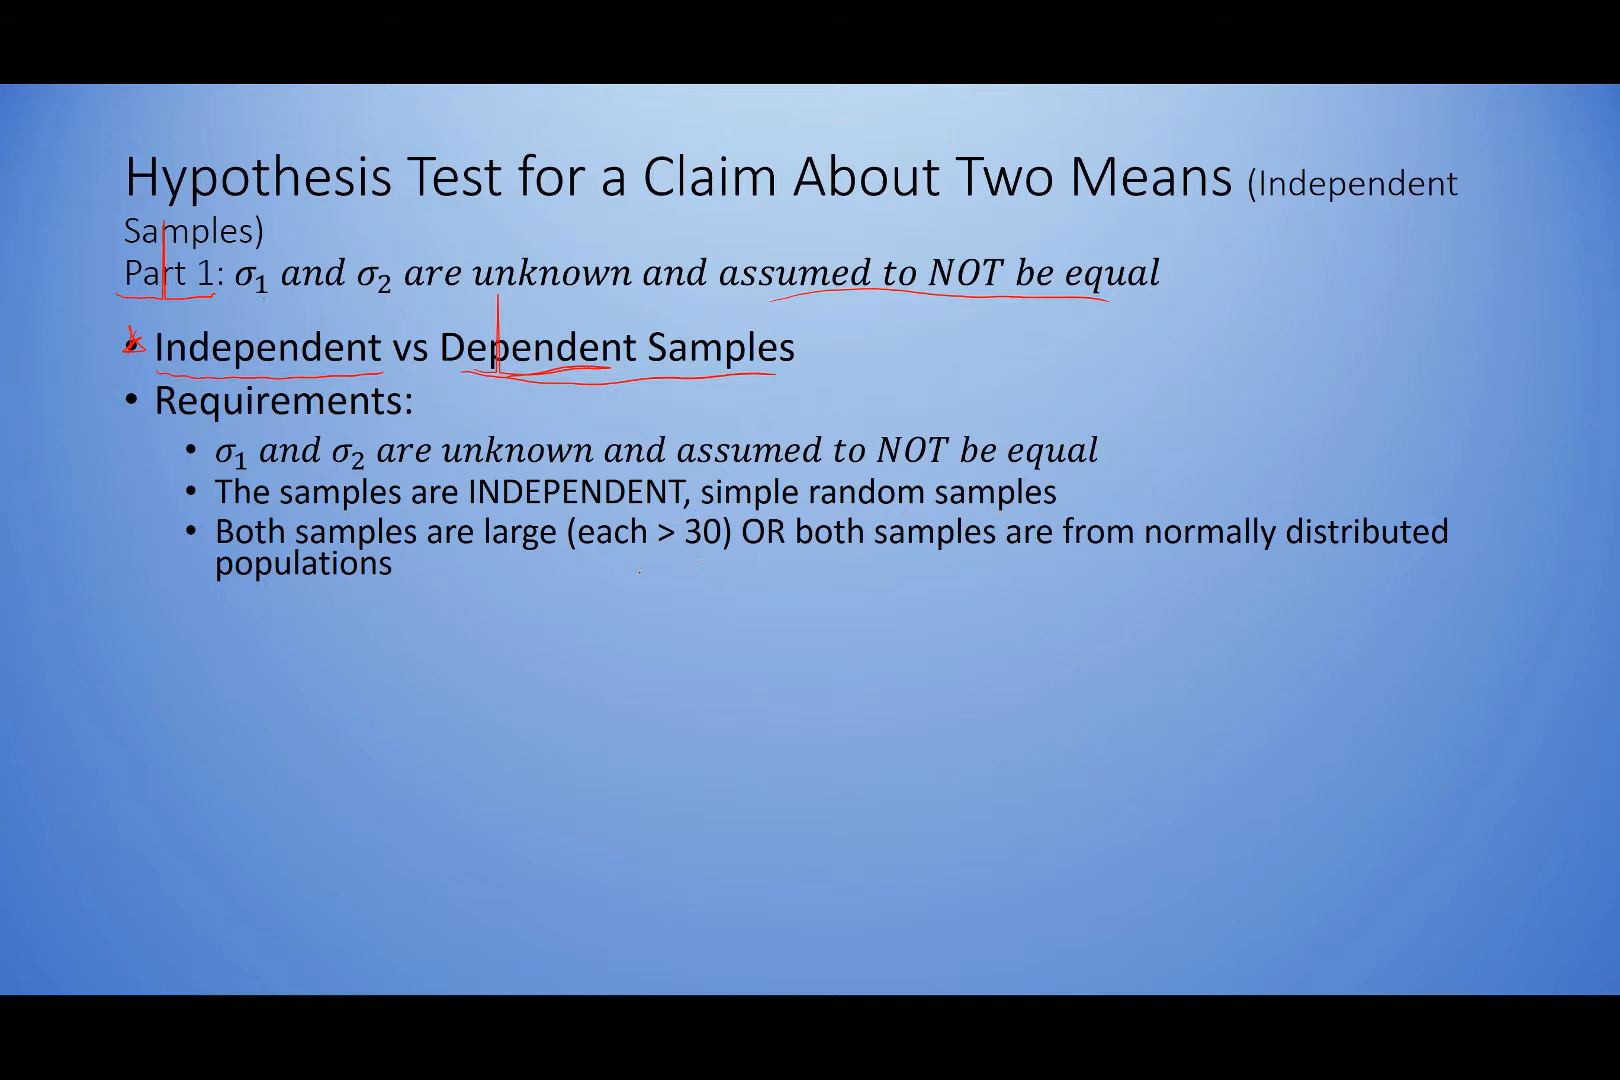 Hypothesis Test for a Claim About Two Means (Independent
Samples)
Part 1: σ₁ and σ₂ are unknown and assumed to NOT be equal
• Independent vs Dependent Samples
• Requirements:
• σ₁ and σ₂ are unknown and assumed to NOT be equal
• The samples are INDEPENDENT, simple random samples
• Both samples are large (each > 30) OR both samples are from normally distributed
populations